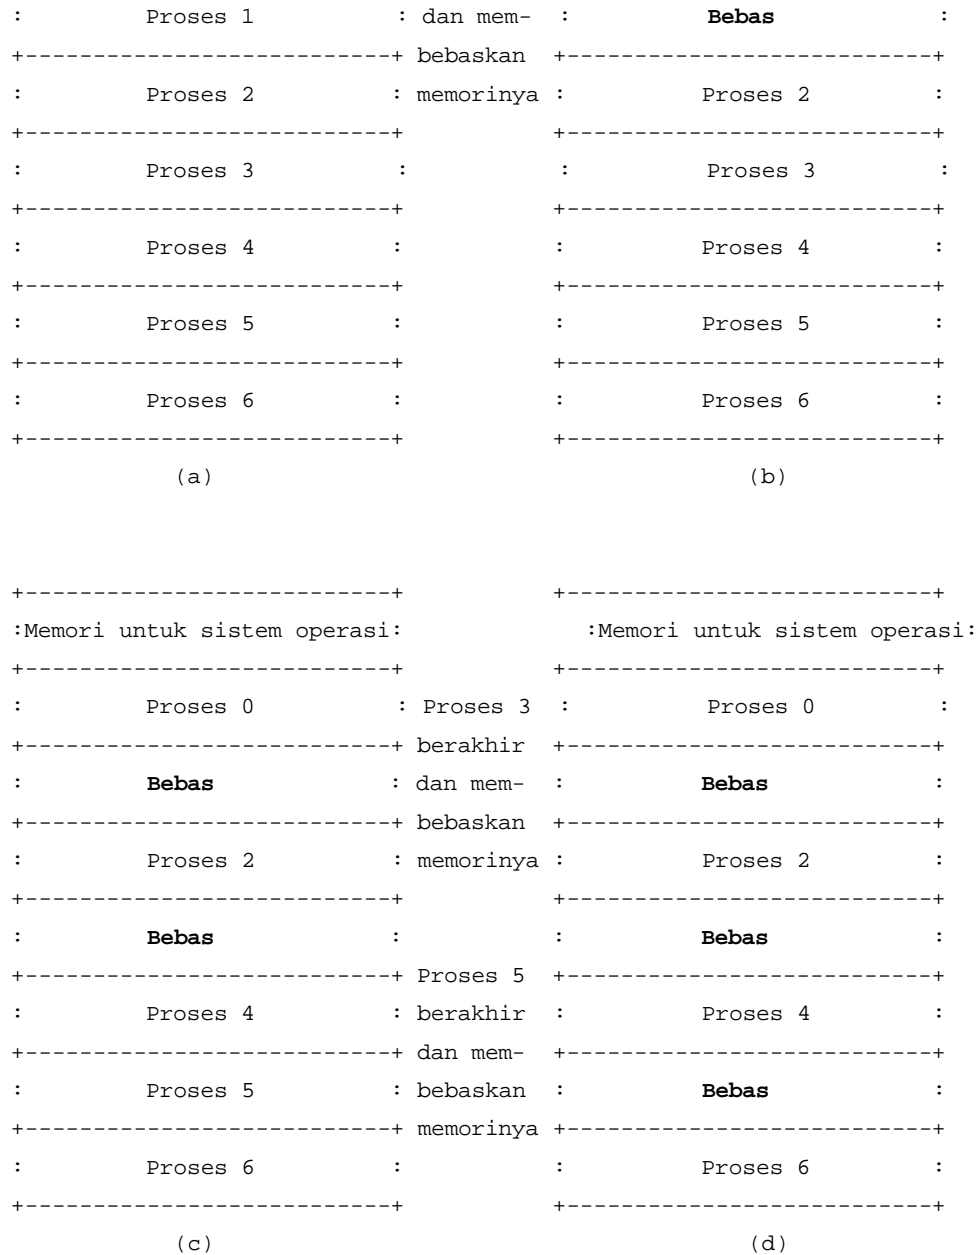 :        Proses 1           : dan mem-  :          Bebas            :
+---------------------------+ bebaskan  +---------------------------+
:         Proses 2          : memorinya :          Proses 2         :
+---------------------------+           +---------------------------+
:         Proses 3          :           :          Proses 3         :
+---------------------------+           +---------------------------+
:         Proses 4          :           :          Proses 4         :
+---------------------------+           +---------------------------+
:         Proses 5          :           :          Proses 5         :
+---------------------------+           +---------------------------+
:         Proses 6          :           :          Proses 6         :
+---------------------------+           +---------------------------+
(a)                                         (b)
+---------------------------+           +---------------------------+
:Memori untuk sistem operasi:             :Memori untuk sistem operasi:
+---------------------------+           +---------------------------+
:         Proses 0          : Proses 3  :          Proses 0         :
+---------------------------+ berakhir  +---------------------------+
:         Bebas             : dan mem-  :          Bebas            :
+---------------------------+ bebaskan  +---------------------------+
:         Proses 2          : memorinya :          Proses 2         :
+---------------------------+           +---------------------------+
:         Bebas             :           :          Bebas            :
+---------------------------+ Proses 5  +---------------------------+
:         Proses 4          : berakhir  :          Proses 4         :
+---------------------------+ dan mem-  +---------------------------+
:         Proses 5          : bebaskan  :          Bebas            :
+---------------------------+ memorinya +---------------------------+
:         Proses 6          :           :          Proses 6         :
+---------------------------+           +---------------------------+
(c)                                         (d)